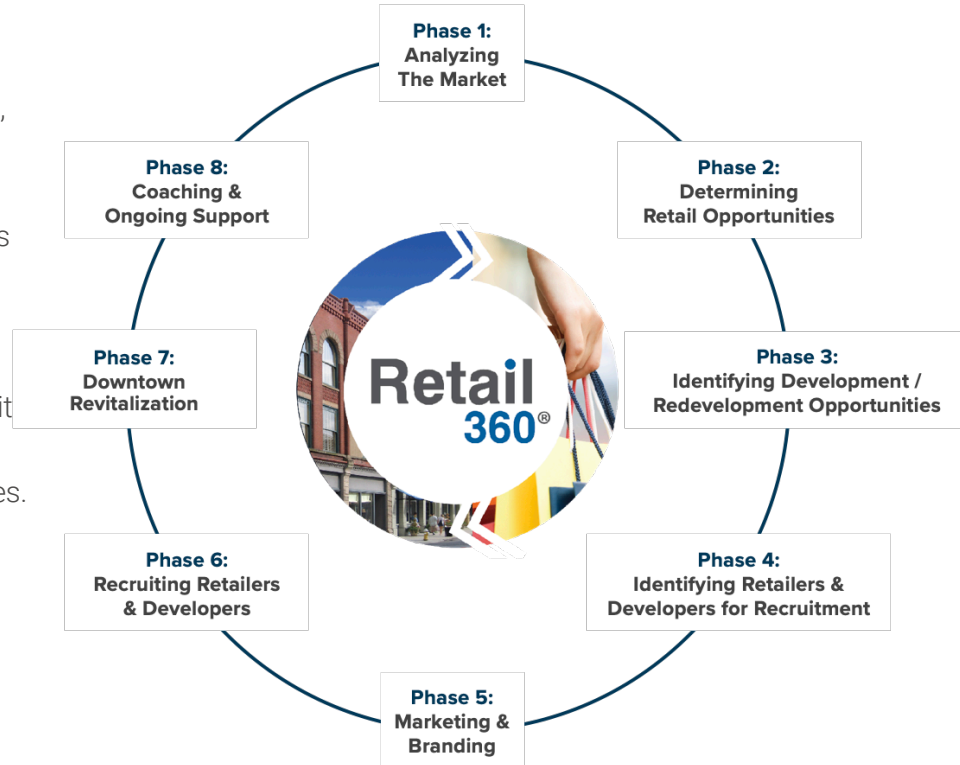 Phase 1:
Analyzing
The Market
Phase 2:
Determining
Retail Opportunities
Phase 3:
Identifying Development /
Redevelopment Opportunities
Phase 4:
Identifying Retailers &
Developers for Recruitment
Phase 5:
Marketing &
Branding
Phase 6:
Recruiting Retailers
& Developers
Phase 7:
Downtown
Revitalization
Phase 8:
Coaching &
Ongoing Support
Retail
360®